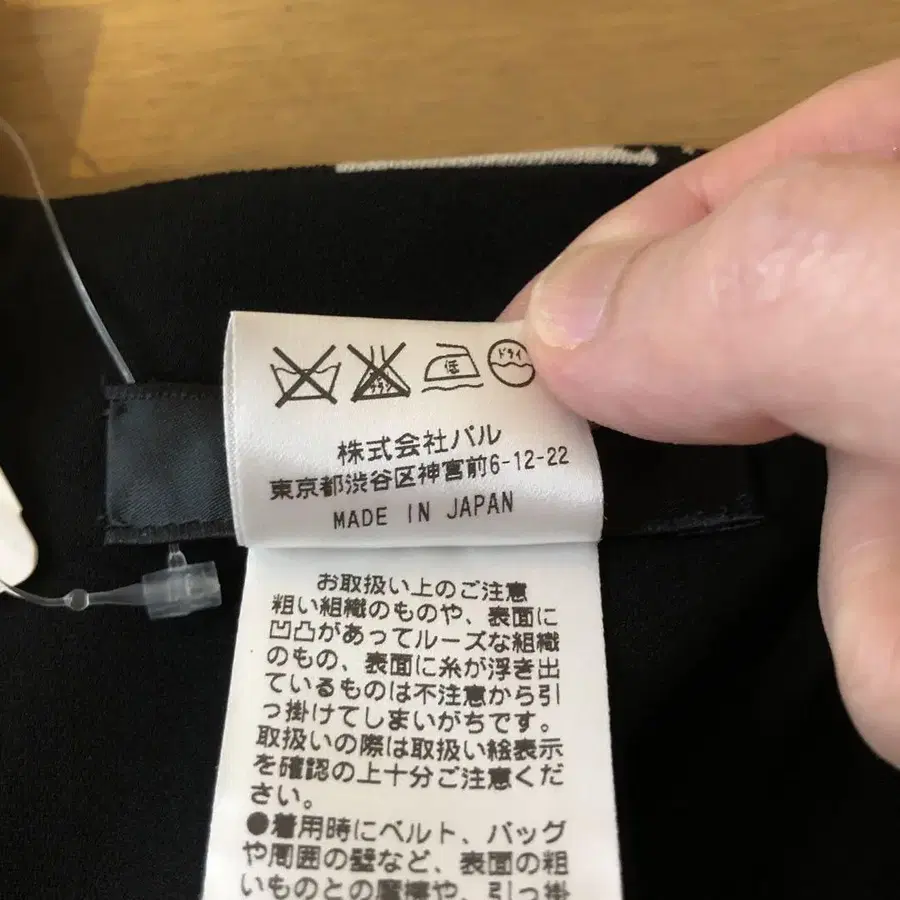 低 ドライ
株式会社パル
東京都渋谷区神宮前6-12-22
MADE IN JAPAN
お取扱い上のご注意
粗い組織のものや、表面に
凹凸があってルーズな組織
のもの、表面に糸が浮き出
ているものは不注意から引
っ掛けてしまいがちです。
取扱いの際は取扱い絵表示
を確認の上十分ご注意くだ
さい。
●着用時にベルト、バッグ
や周囲の壁など、表面の粗
いものとの摩擦や、引っ掛